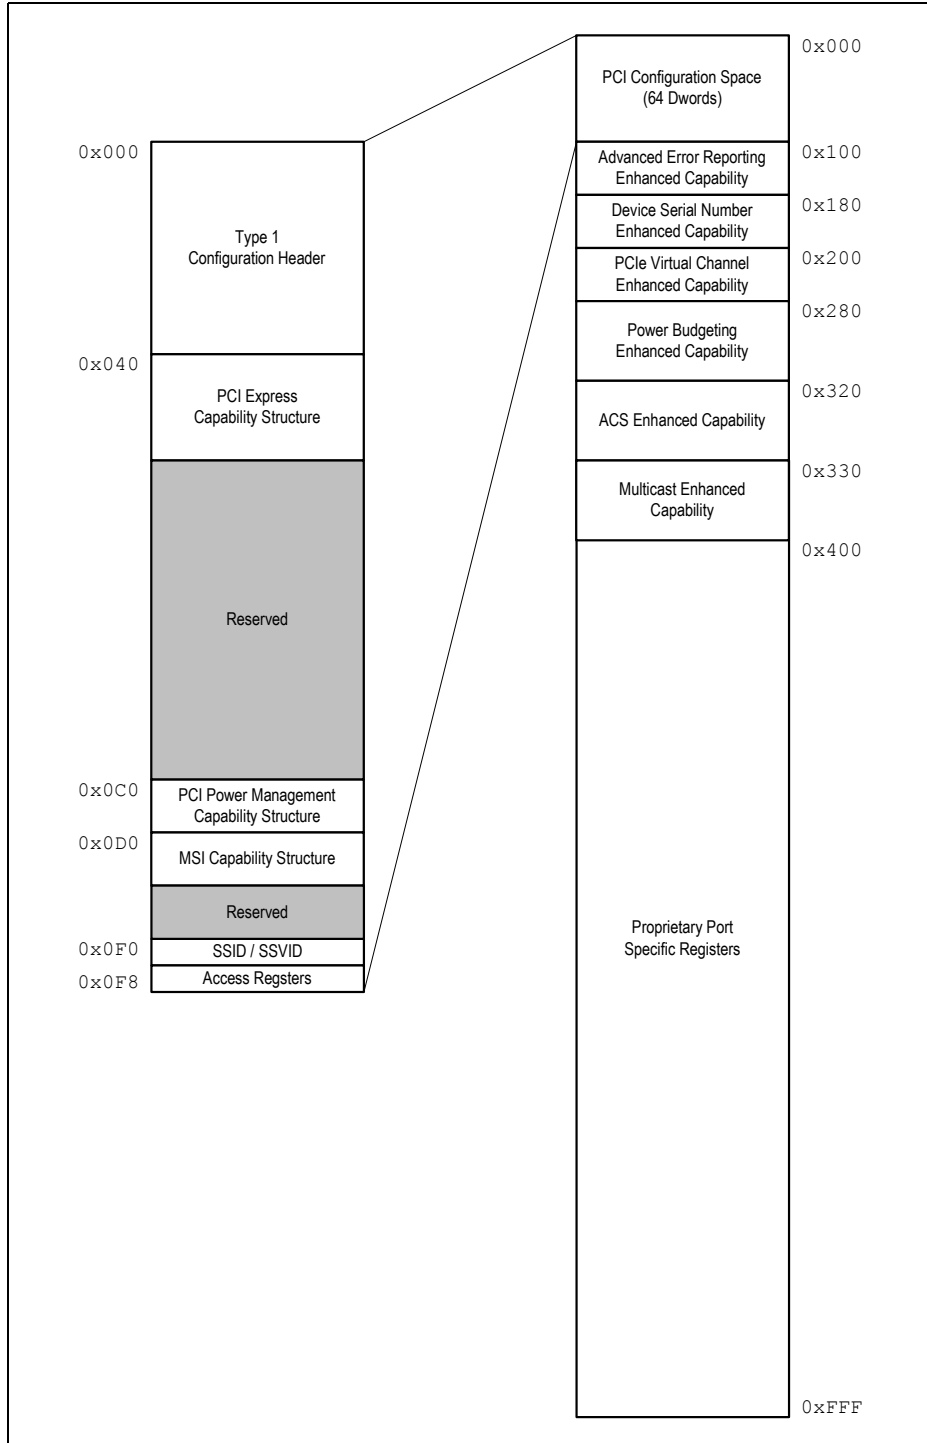 0x000
Type 1
Configuration Header
0x040
PCI Express
Capability Structure
Reserved
0x0C0
PCI Power Management
Capability Structure
0x0D0
MSI Capability Structure
Reserved
0x0F0
SSID / SSVID
0x0F8
Access Regsters
0x000
PCI Configuration Space
(64 Dwords)
0x100
Advanced Error Reporting
Enhanced Capability
0x180
Device Serial Number
Enhanced Capability
0x200
PCIe Virtual Channel
Enhanced Capability
0x280
Power Budgeting
Enhanced Capability
0x320
ACS Enhanced Capability
0x330
Multicast Enhanced
Capability
0x400
Proprietary Port
Specific Registers
0xFFF